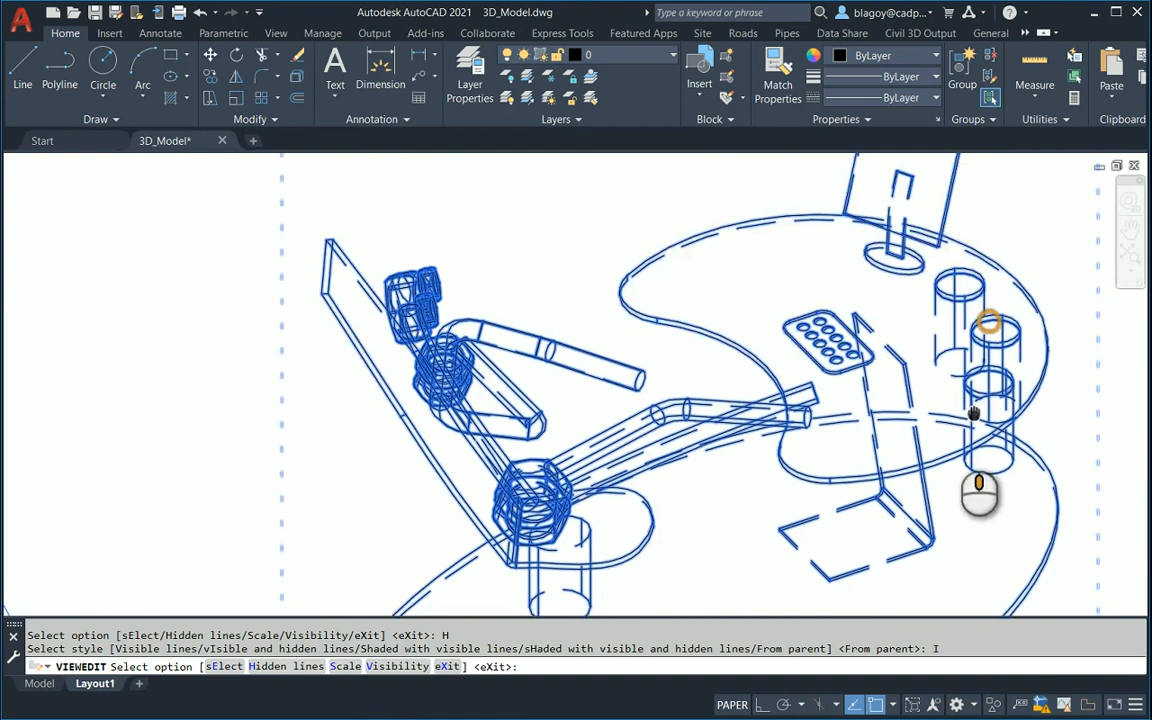 Autodesk AutoCAD 2021 3D_Model.dwg
Type a keyword or phrase
blagoy@cadp...
Home Insert Annotate Parametric View Manage Output Add-ins Collaborate Express Tools Featured Apps Site Roads Pipes Data Share Civil 3D Output General
0
ByLayer
ByLayer
ByLayer
Line Polyline Circle Arc Text Dimension Layer Properties Insert Match Properties Group Measure Paste
Draw Modify Annotation Layers Block Properties Groups Utilities Clipboard
Start 3D_Model*
Select option [sElect/Hidden lines/Scale/Visibility/eXit] <eXit>: H
Select style [Visible lines/vIsible and hidden lines/Shaded with visible lines/sHaded with visible and hidden lines/From parent] <From parent>: I
VIEWEDIT Select option [sElect Hidden lines Scale Visibility eXit] <eXit>:
Model Layout1
PAPER